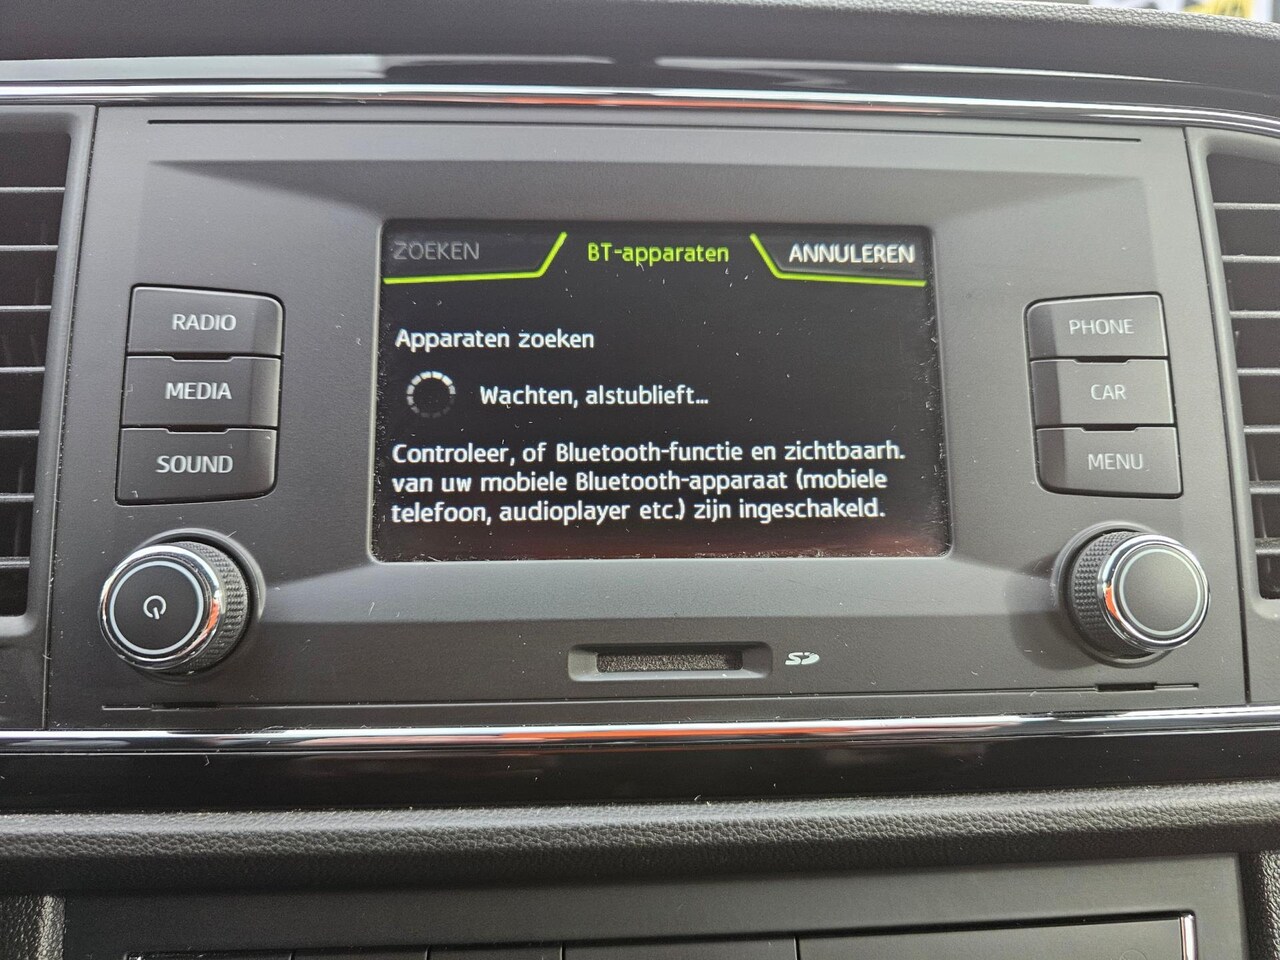 ZOEKEN BT-apparaten ANNULEREN
Apparaten zoeken
Wachten, alstublieft...
Controleer, of Bluetooth-functie en zichtbaarh.
van uw mobiele Bluetooth-apparaat (mobiele
telefoon, audioplayer etc.) zijn ingeschakeld.
RADIO
MEDIA
SOUND
PHONE
CAR
MENU
SD